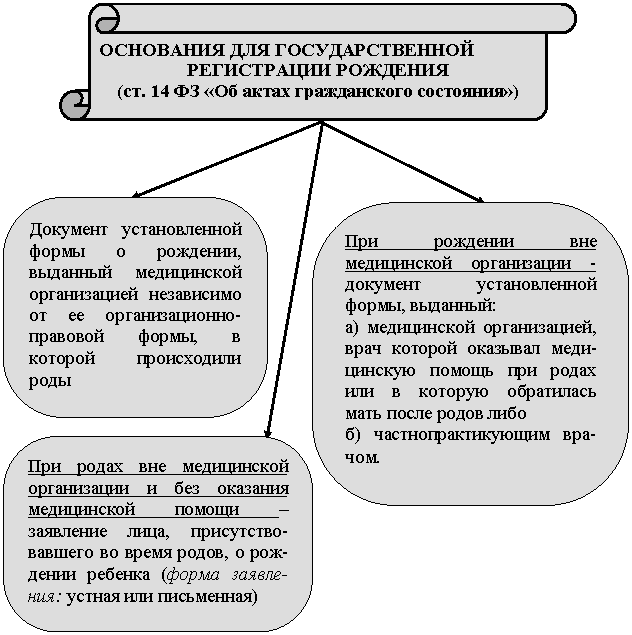 ОСНОВАНИЯ ДЛЯ ГОСУДАРСТВЕННОЙ
РЕГИСТРАЦИИ РОЖДЕНИЯ
(ст. 14 ФЗ «Об актах гражданского состояния»)
Документ установленной
формы о рождении,
выданный медицинской
организацией независимо
от ее организационно-
правовой формы, в
которой происходили
роды
При рождении вне
медицинской организации -
документ установленной
формы, выданный:
а) медицинской организацией,
врач которой оказывал меди-
цинскую помощь при родах
или в которую обратилась
мать после родов либо
б) частнопрактикующим вра-
чом.
При родах вне медицинской
организации и без оказания
медицинской помощи –
заявление лица, присутство-
вавшего во время родов, о рож-
дении ребенка (форма заявле-
ния: устная или письменная)